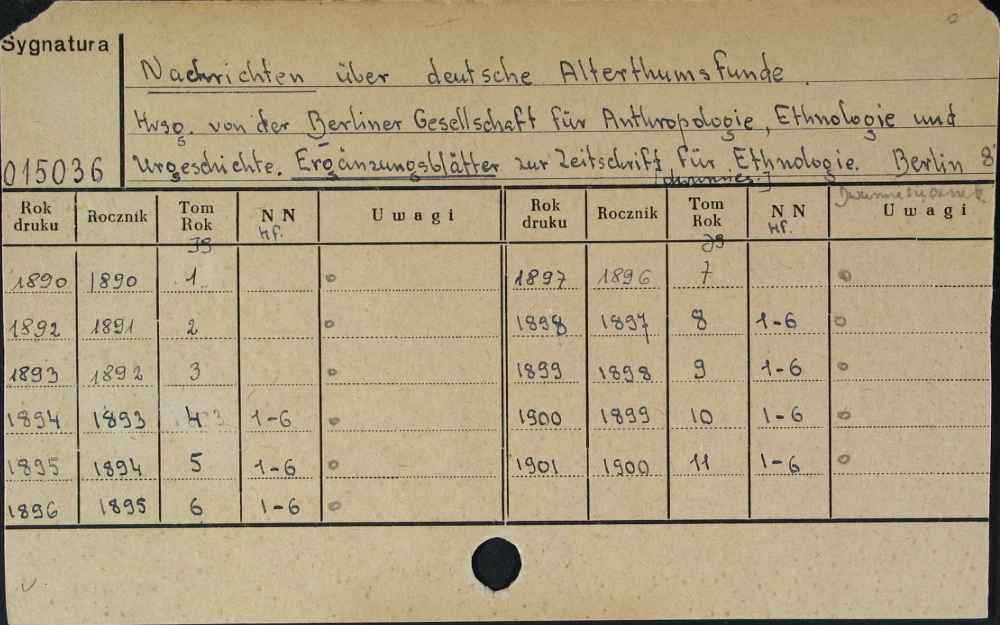 Sygnatura
Nachrichten über deutsche Alterthumsfunde.
Hrsg. von der Berliner Gesellschaft für Anthropologie, Ethnologie und
015036 Urgeschichte. Ergänzungsblätter zur Zeitschrift für Ethnologie. Berlin 8°
Rok druku Rocznik Tom Rok NN U w a g i Rok druku Rocznik Tom Rok NN U w a g i
Jg Hf. Jg Hf.
1890 1890 1 o 1897 1896 7 o
1892 1891 2 o 1898 1897 8 1-6 o
1893 1892 3 o 1899 1898 9 1-6 o
1894 1893 4 1-6 o 1900 1899 10 1-6 o
1895 1894 5 1-6 o 1901 1900 11 1-6 o
1896 1895 6 1-6 o